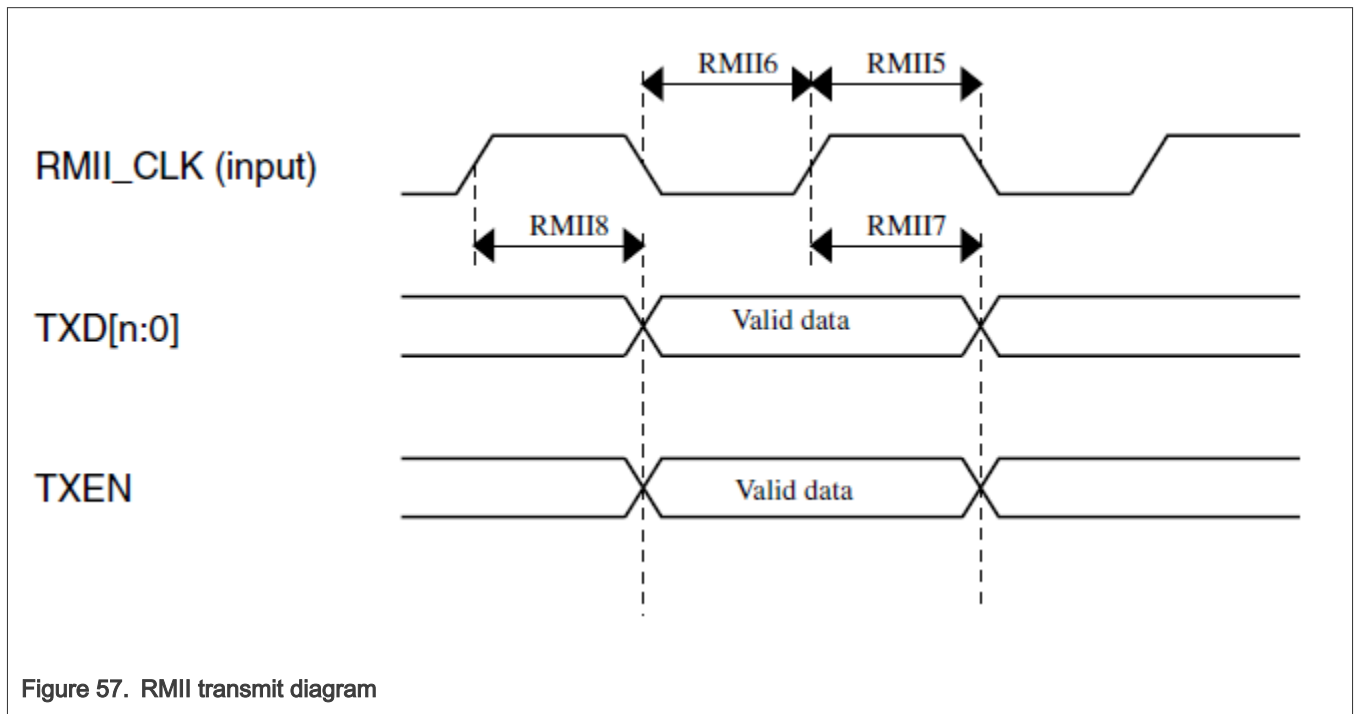 RMII6 RMII5
RMII_CLK (input)
RMII8 RMII7
TXD[n:0] Valid data
TXEN Valid data
Figure 57. RMII transmit diagram